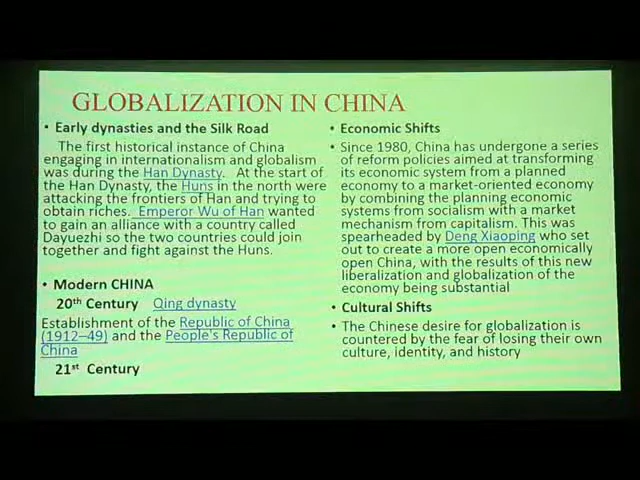 GLOBALIZATION IN CHINA
• Early dynasties and the Silk Road
The first historical instance of China
engaging in internationalism and globalism
was during the Han Dynasty. At the start of
the Han Dynasty, the Huns in the north were
attacking the frontiers of Han and trying to
obtain riches. Emperor Wu of Han wanted
to gain an alliance with a country called
Dayuezhi so the two countries could join
together and fight against the Huns.
• Modern CHINA
20th Century Qing dynasty
Establishment of the Republic of China
(1912–49) and the People's Republic of
China
21st Century
• Economic Shifts
• Since 1980, China has undergone a series
of reform policies aimed at transforming
its economic system from a planned
economy to a market-oriented economy
by combining the planning economic
systems from socialism with a market
mechanism from capitalism. This was
spearheaded by Deng Xiaoping who set
out to create a more open economically
open China, with the results of this new
liberalization and globalization of the
economy being substantial
• Cultural Shifts
• The Chinese desire for globalization is
countered by the fear of losing their own
culture, identity, and history